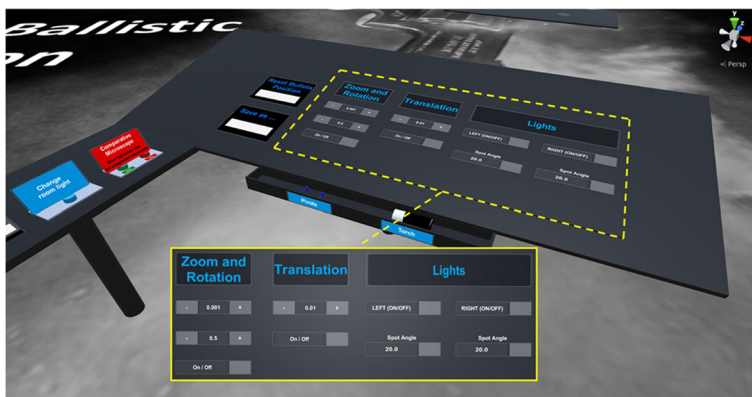 Ballistic
on
y
z
Persp
Reset Bullets
Position
Save as ...
Zoom and
Rotation
- 0.001 +
- 0.5 +
On / Off
Translation
- 0.01 +
On / Off
Lights
LEFT (ON/OFF)
RIGHT (ON/OFF)
Spot Angle
20.0
Spot Angle
20.0
Comparative
Microscope
Change
room light
Pivots
Torch
Zoom and
Rotation
- 0.001 +
- 0.5 +
On / Off
Translation
- 0.01 +
On / Off
Lights
LEFT (ON/OFF)
RIGHT (ON/OFF)
Spot Angle
20.0
Spot Angle
20.0